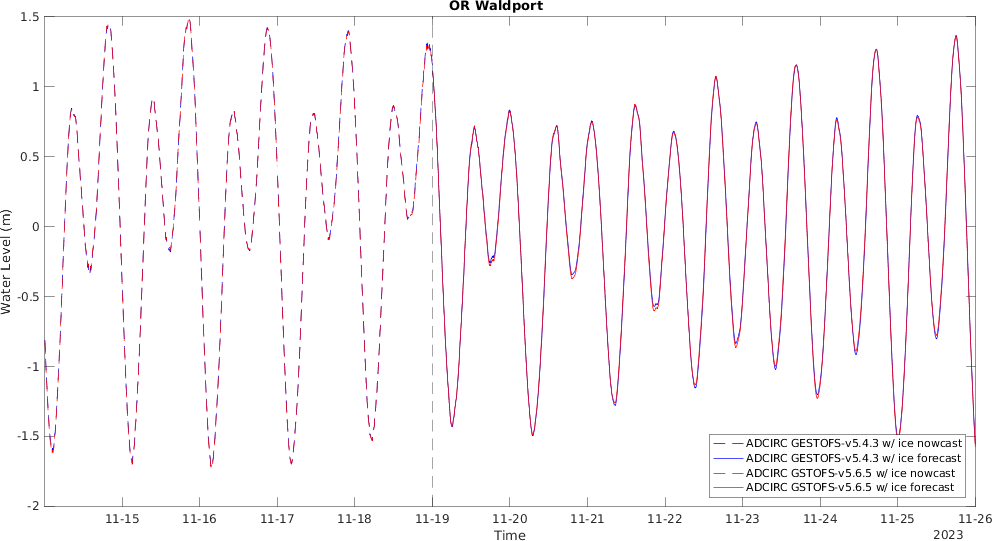 OR Waldport
1.5
1
0.5
0
-0.5
-1
-1.5
-2
Water Level (m)
11-15 11-16 11-17 11-18 11-19 11-20 11-21 11-22 11-23 11-24 11-25 11-26
Time
2023
ADCIRC GESTOFS-v5.4.3 w/ ice nowcast
ADCIRC GESTOFS-v5.4.3 w/ ice forecast
ADCIRC GSTOFS-v5.6.5 w/ ice nowcast
ADCIRC GSTOFS-v5.6.5 w/ ice forecast